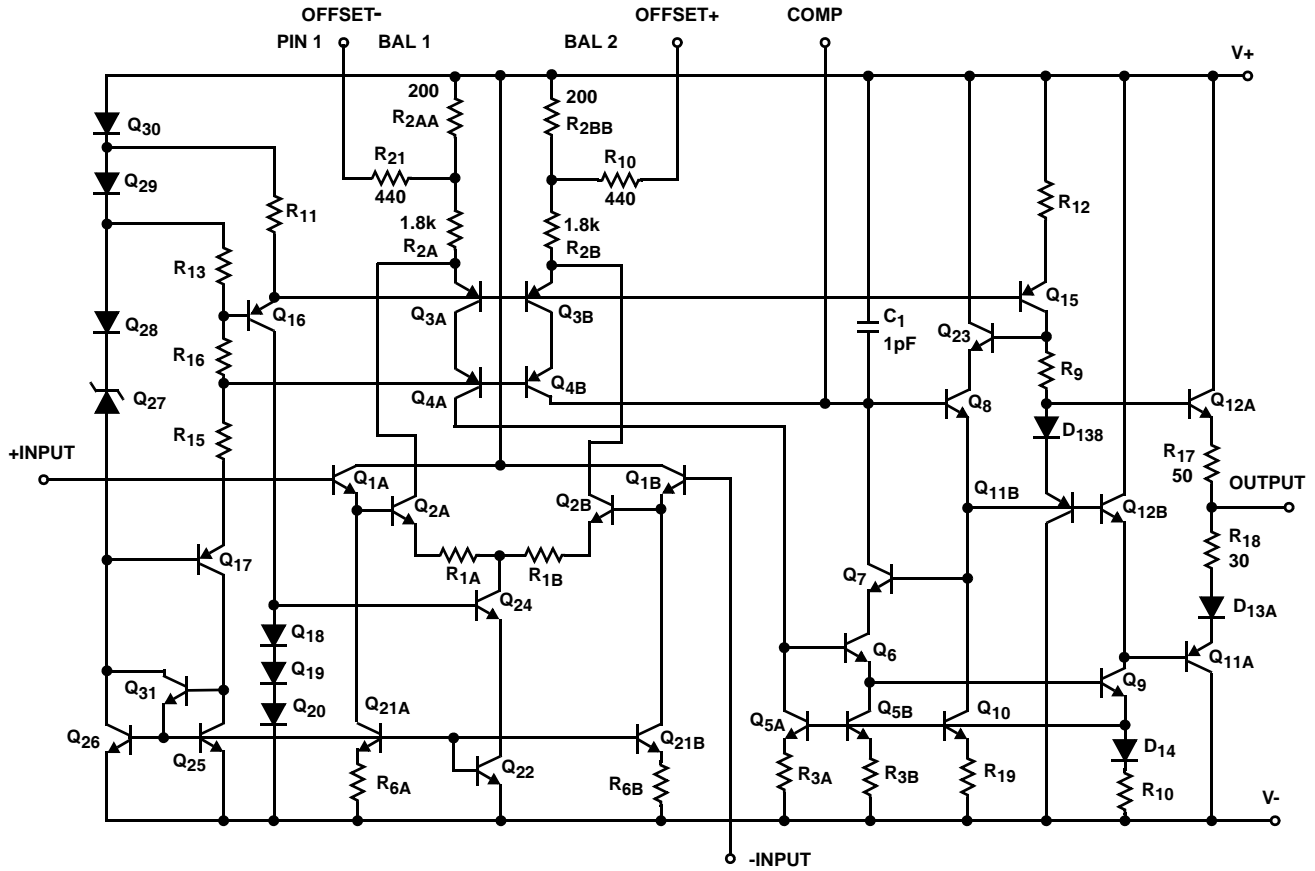 OFFSET- OFFSET+ COMP
PIN 1 BAL 1 BAL 2
V+
200 200
R2AA R2BB
Q30
R21 R10
440 440
Q29
R11
1.8k 1.8k
R2A R2B
R12
R13
Q16 Q3A Q3B Q15
Q28
C1
1pF
Q23
R16
R9
Q27
Q4A Q4B
Q8 Q12A
R15
D138
+INPUT
R17
50
Q1A Q1B
OUTPUT
Q2A Q2B
Q11B Q12B
R18
30
Q17
R1A R1B
Q7
Q24
D13A
Q18
Q6
Q11A
Q19
Q31
Q9
Q20
Q21A
Q5A Q5B Q10
Q26 Q25
Q21B
D14
Q22
R6A R6B
R3A R3B R19
R10
V-
-INPUT